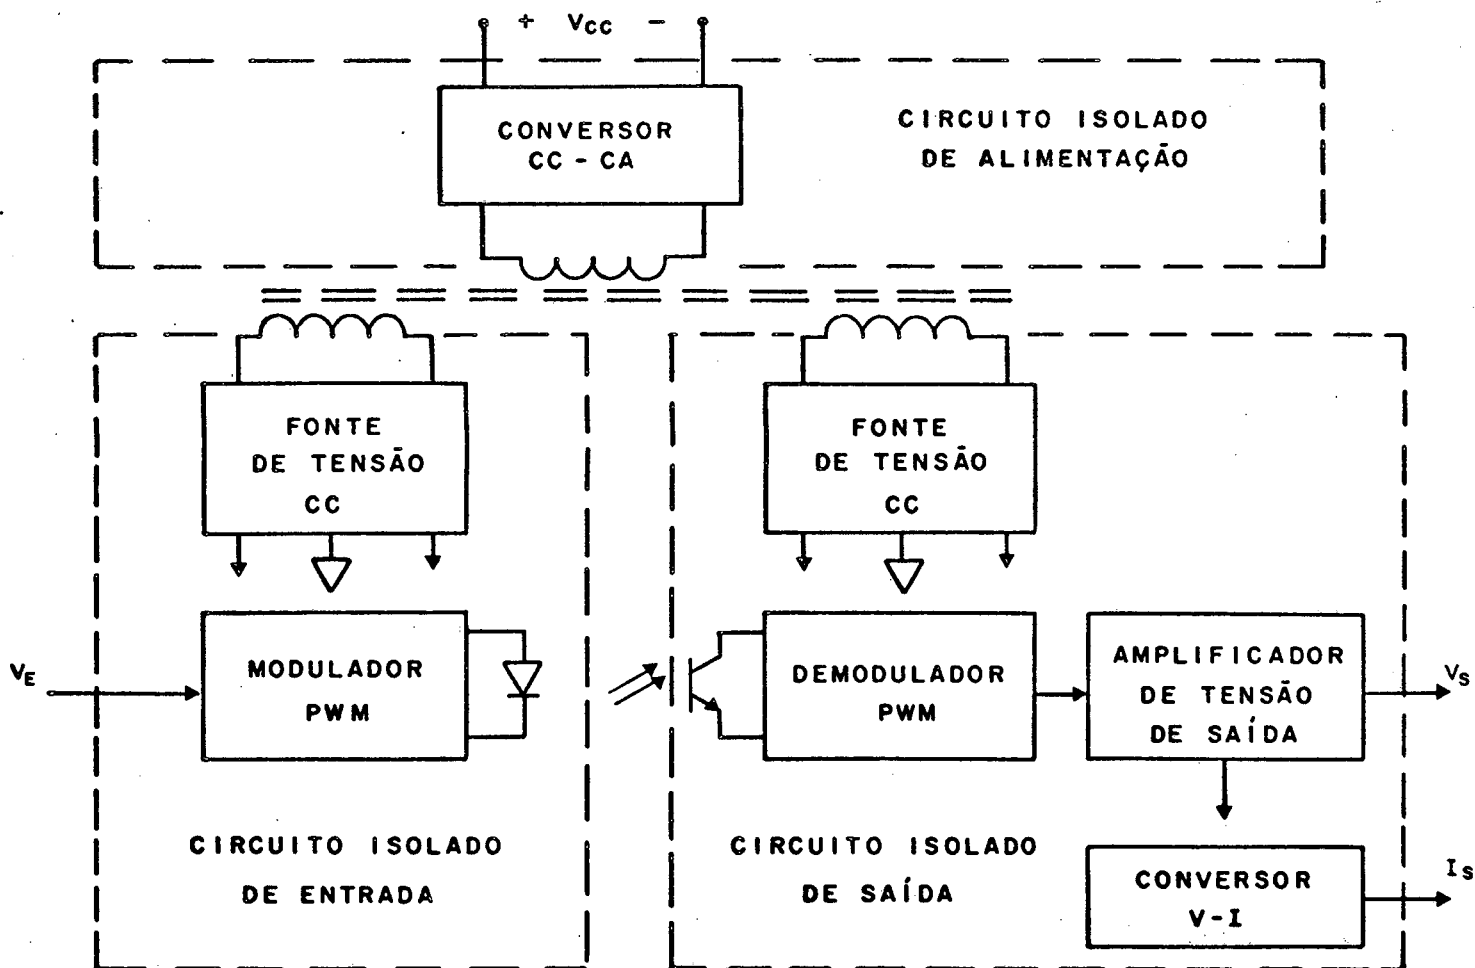 + VCC -
CONVERSOR
CC - CA
CIRCUITO ISOLADO
DE ALIMENTAÇÃO
FONTE
DE TENSÃO
CC
FONTE
DE TENSÃO
CC
VE
MODULADOR
PWM
DEMODULADOR
PWM
AMPLIFICADOR
DE TENSÃO
DE SAÍDA
VS
CIRCUITO ISOLADO
DE ENTRADA
CIRCUITO ISOLADO
DE SAÍDA
CONVERSOR
V-I
IS